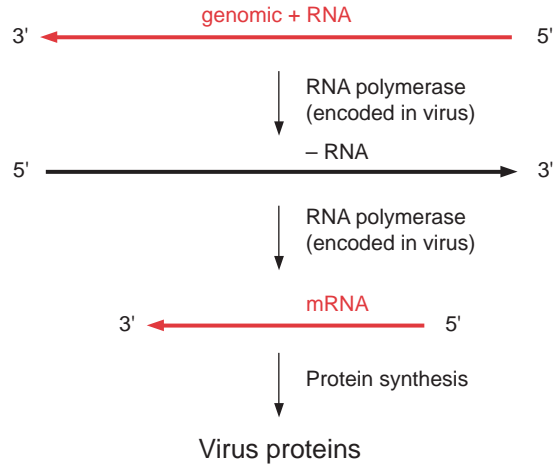 genomic + RNA
3' 5'
RNA polymerase
(encoded in virus)
– RNA
5' 3'
RNA polymerase
(encoded in virus)
mRNA
3' 5'
Protein synthesis
Virus proteins